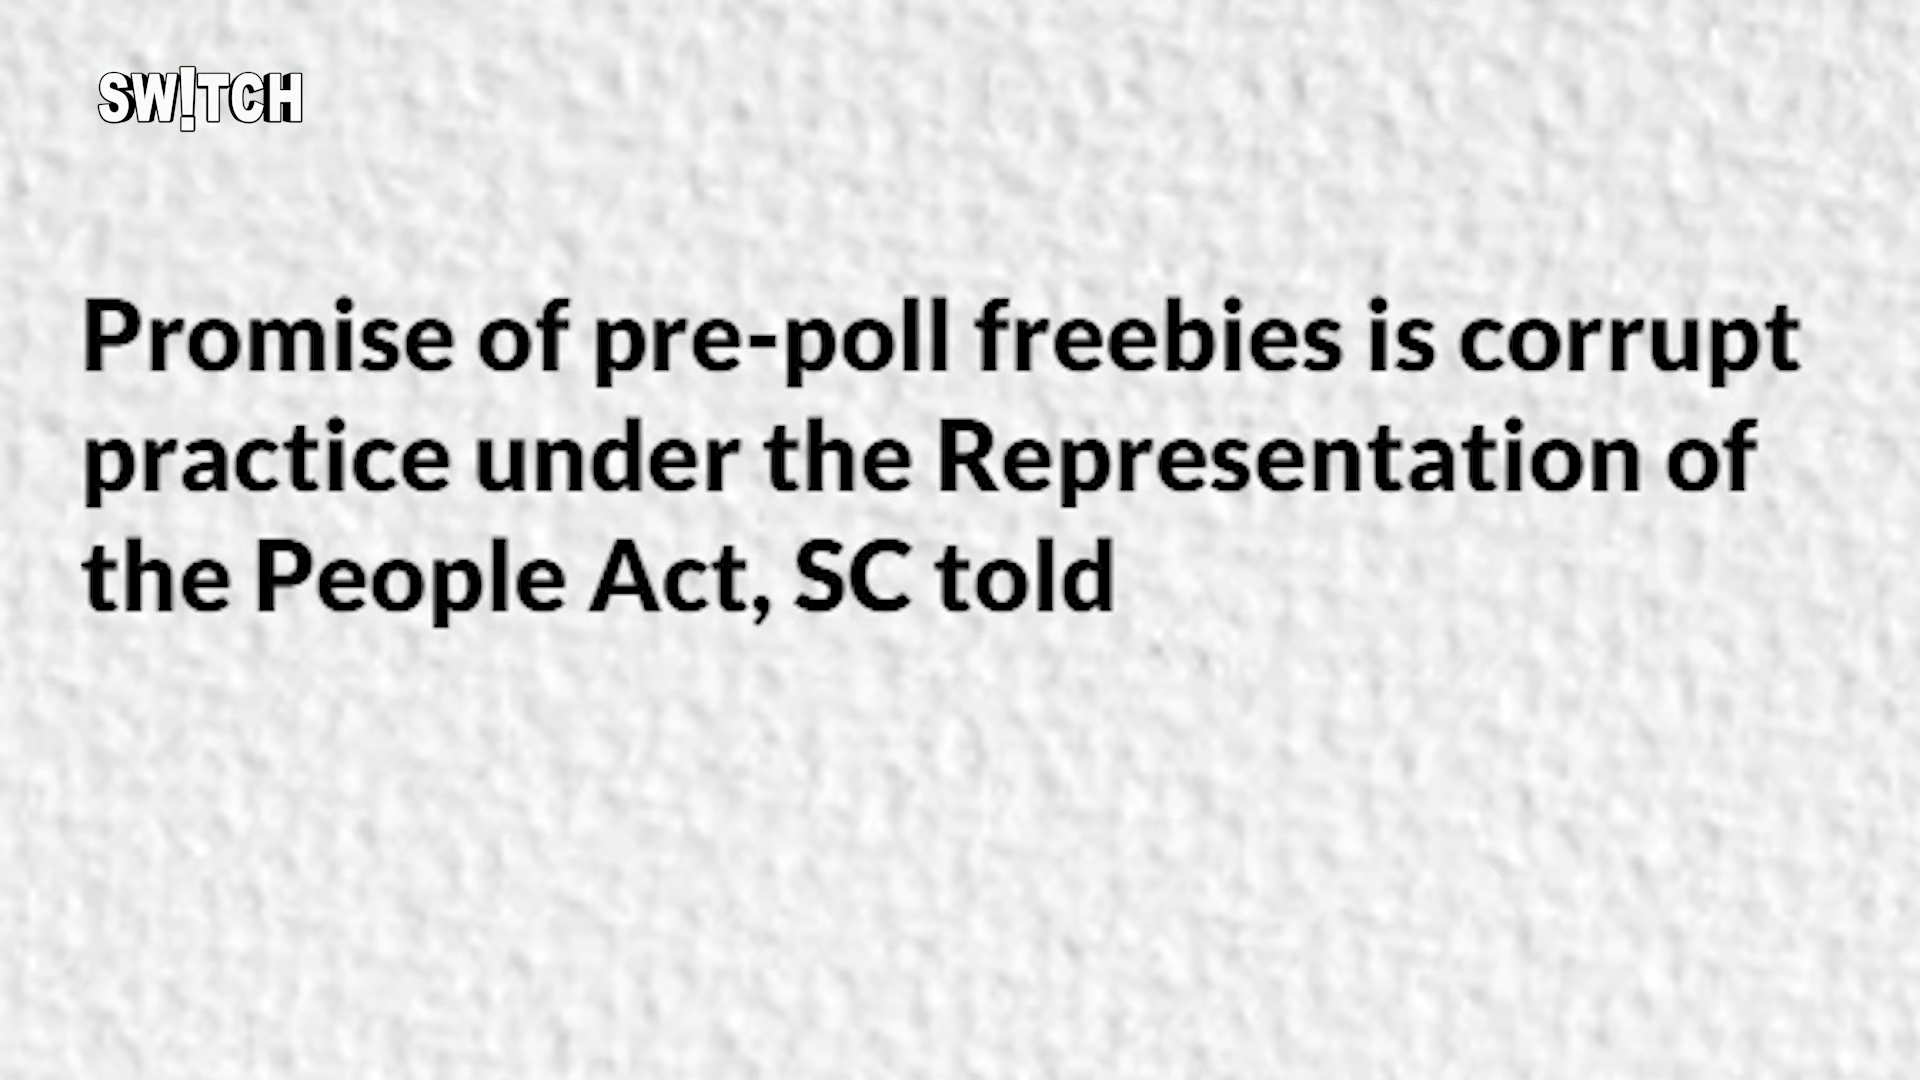 SW!TCH
Promise of pre-poll freebies is corrupt
practice under the Representation of
the People Act, SC told